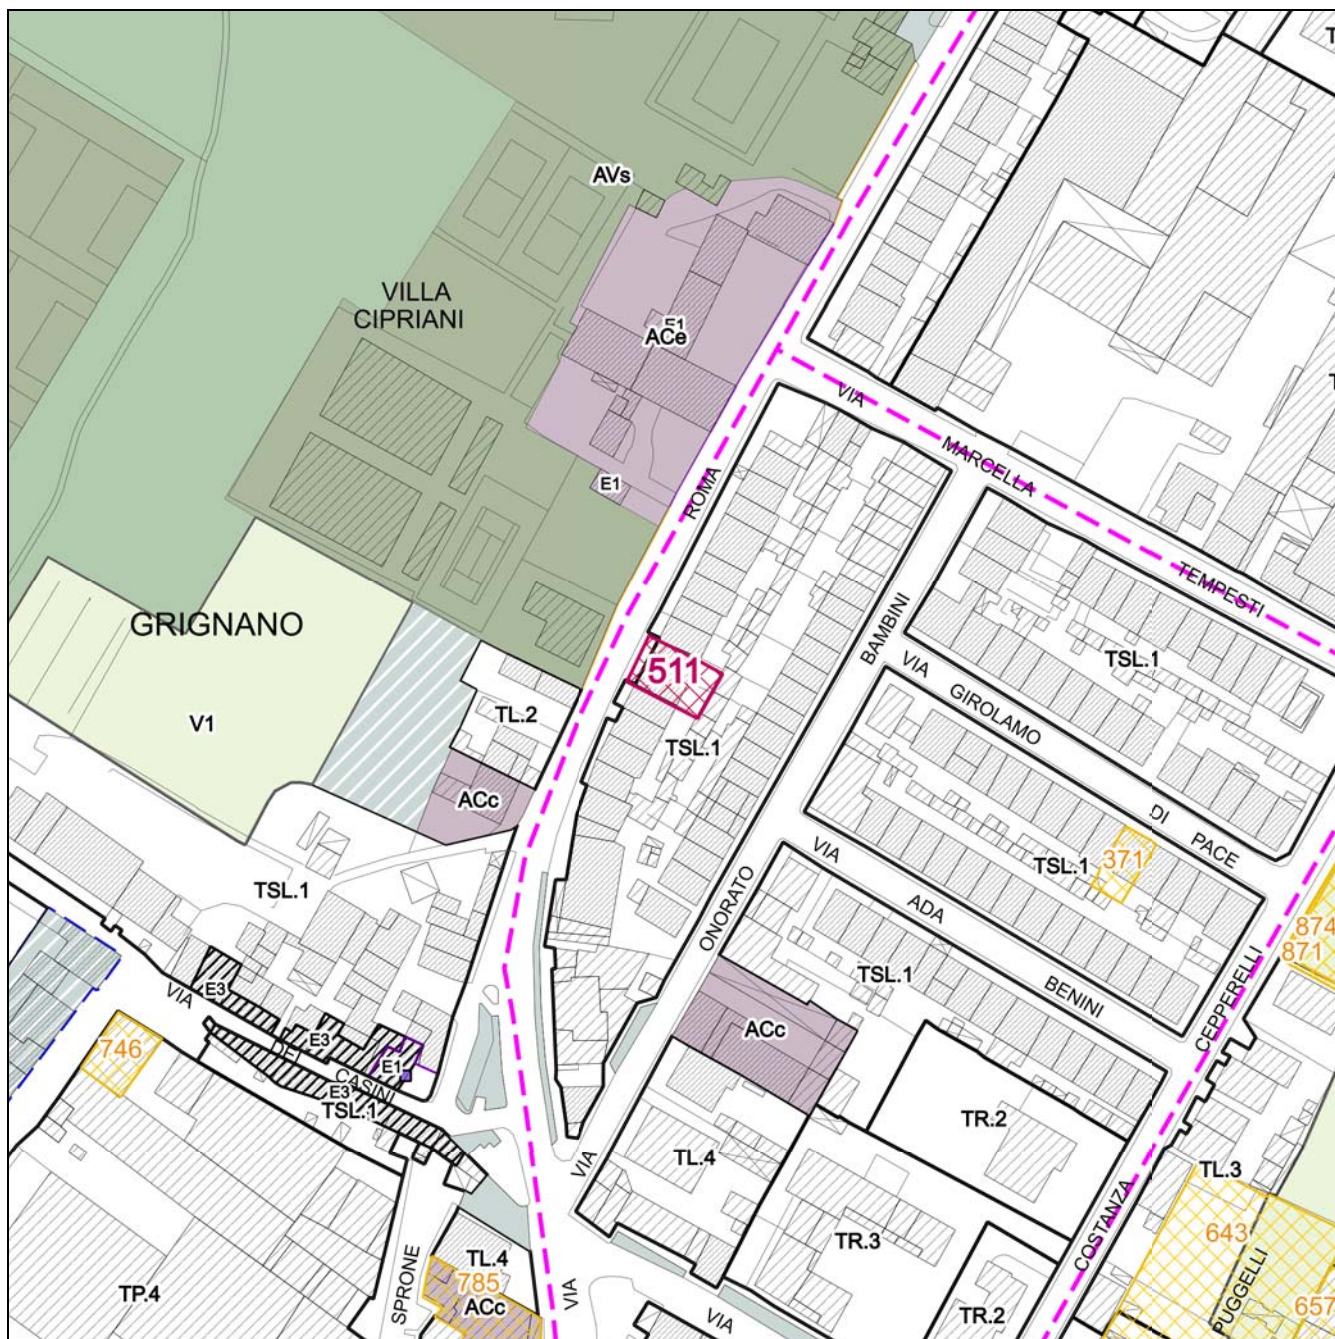 AVs
VILLA
CIPRIANI
E1
ACe
E1
VIA
MARCELLA
TEMPESTI
ROMA
BAMBINI
GRIGNANO
V1
TL.2
ACc
511
TSL.1
TSL.1
VIA
GIROLAMO
DI
PACE
TSL.1
371
VIA
ADA
BENINI
ONORATO
TSL.1
TSL.1
ACc
874
871
CEPPERELLI
VIA
DEI
CASINI
E3
E3
E1
E3
TSL.1
746
TR.2
TL.4
VIA
TL.3
TR.3
COSTANZA
643
PUGGELLI
657
TP.4
SPRONE
TL.4
785
ACc
VIA
VIA
TR.2